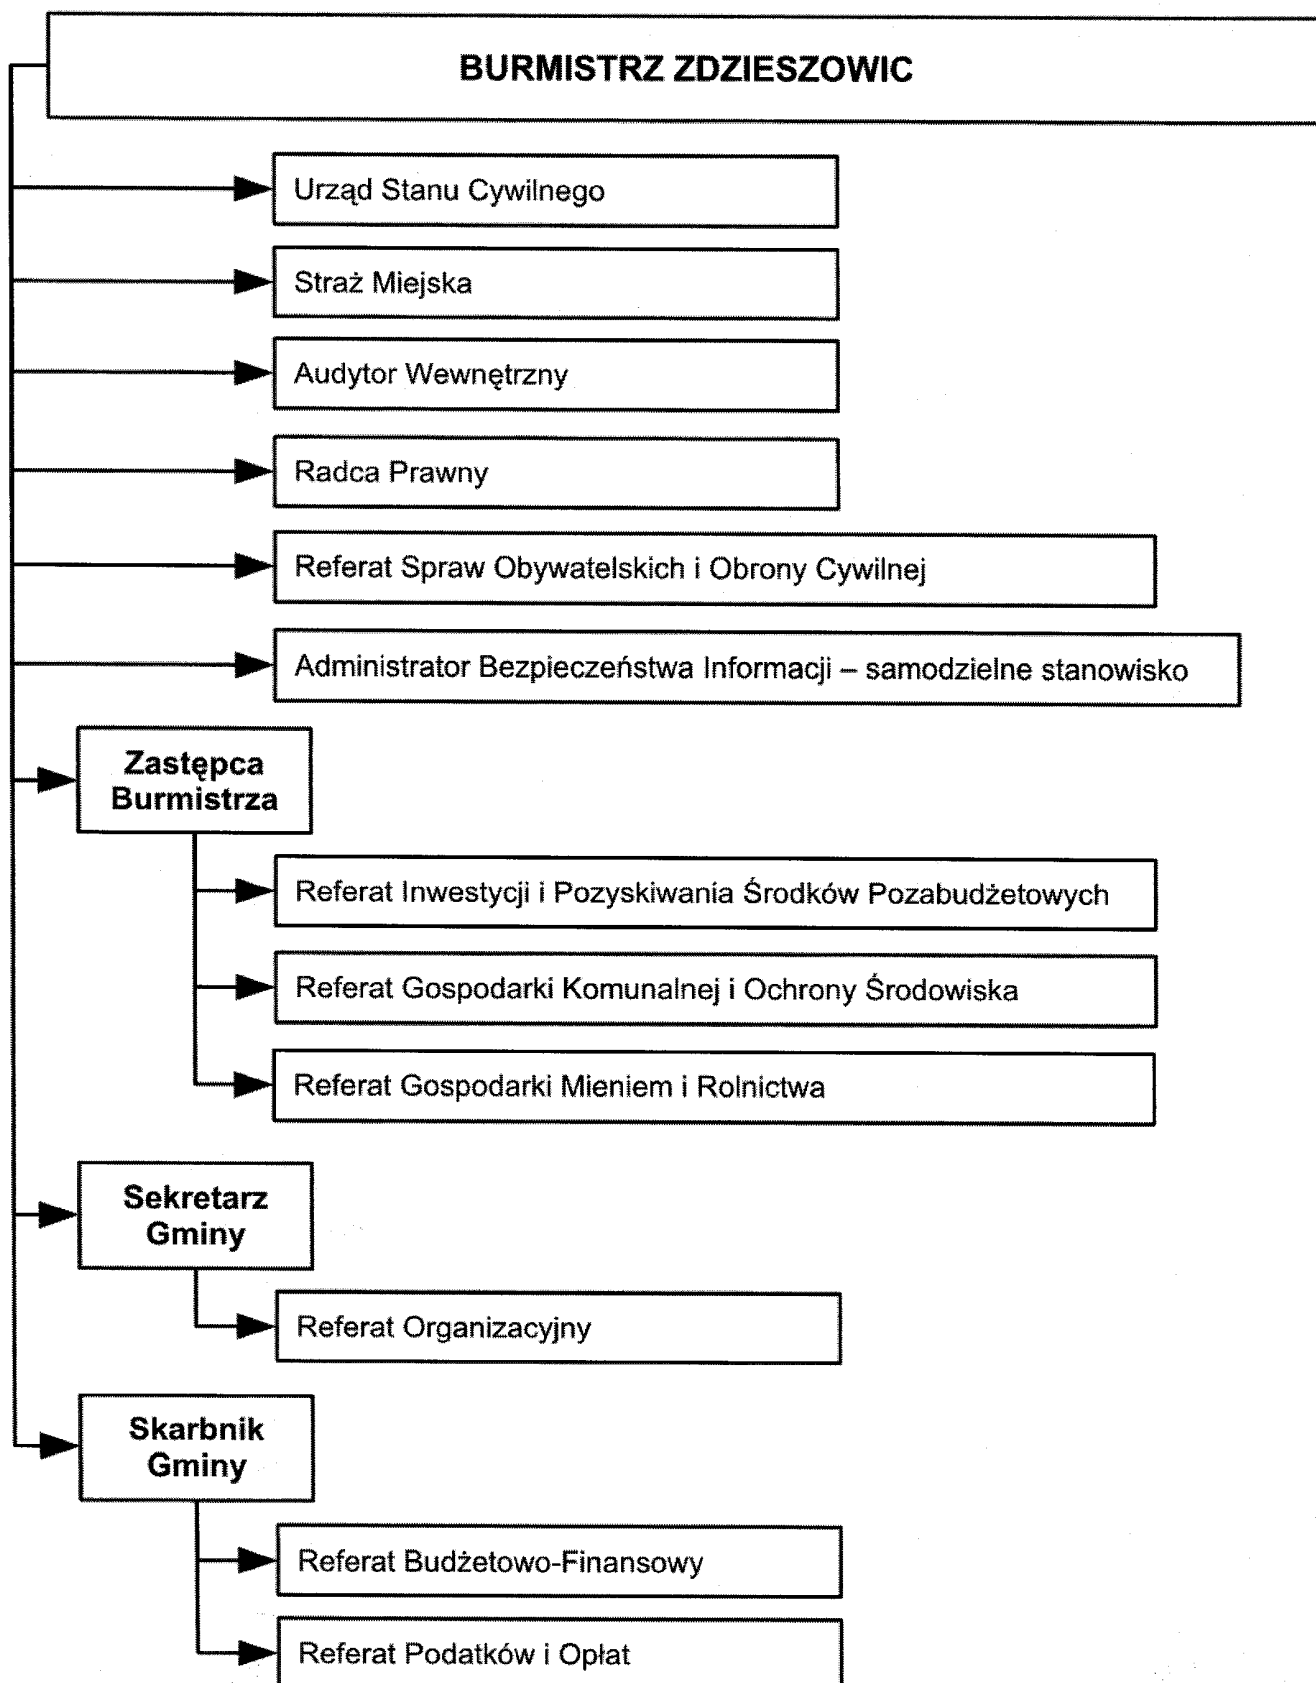 BURMISTRZ ZDZIESZOWIC
Urząd Stanu Cywilnego
Straż Miejska
Audytor Wewnętrzny
Radca Prawny
Referat Spraw Obywatelskich i Obrony Cywilnej
Administrator Bezpieczeństwa Informacji – samodzielne stanowisko
Zastępca
Burmistrza
Referat Inwestycji i Pozyskiwania Środków Pozabudżetowych
Referat Gospodarki Komunalnej i Ochrony Środowiska
Referat Gospodarki Mieniem i Rolnictwa
Sekretarz
Gminy
Referat Organizacyjny
Skarbnik
Gminy
Referat Budżetowo-Finansowy
Referat Podatków i Opłat